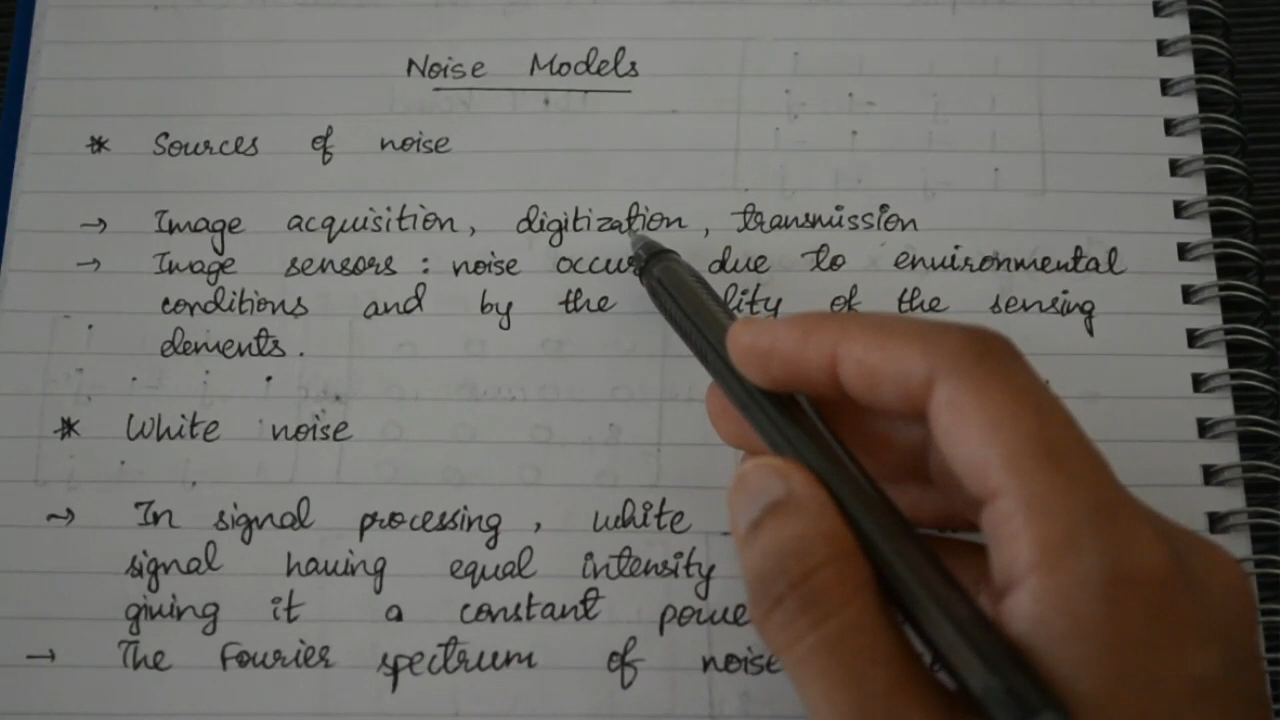 Noise Models
* Sources of noise
→ Image acquisition, digitization, transmission
→ Image sensors : noise occurs due to environmental
conditions and by the lity of the sensing
elements.
* White noise
→ In signal processing, white
signal having equal intensity
giving it a constant powe
→ The Fourier spectrum of noise